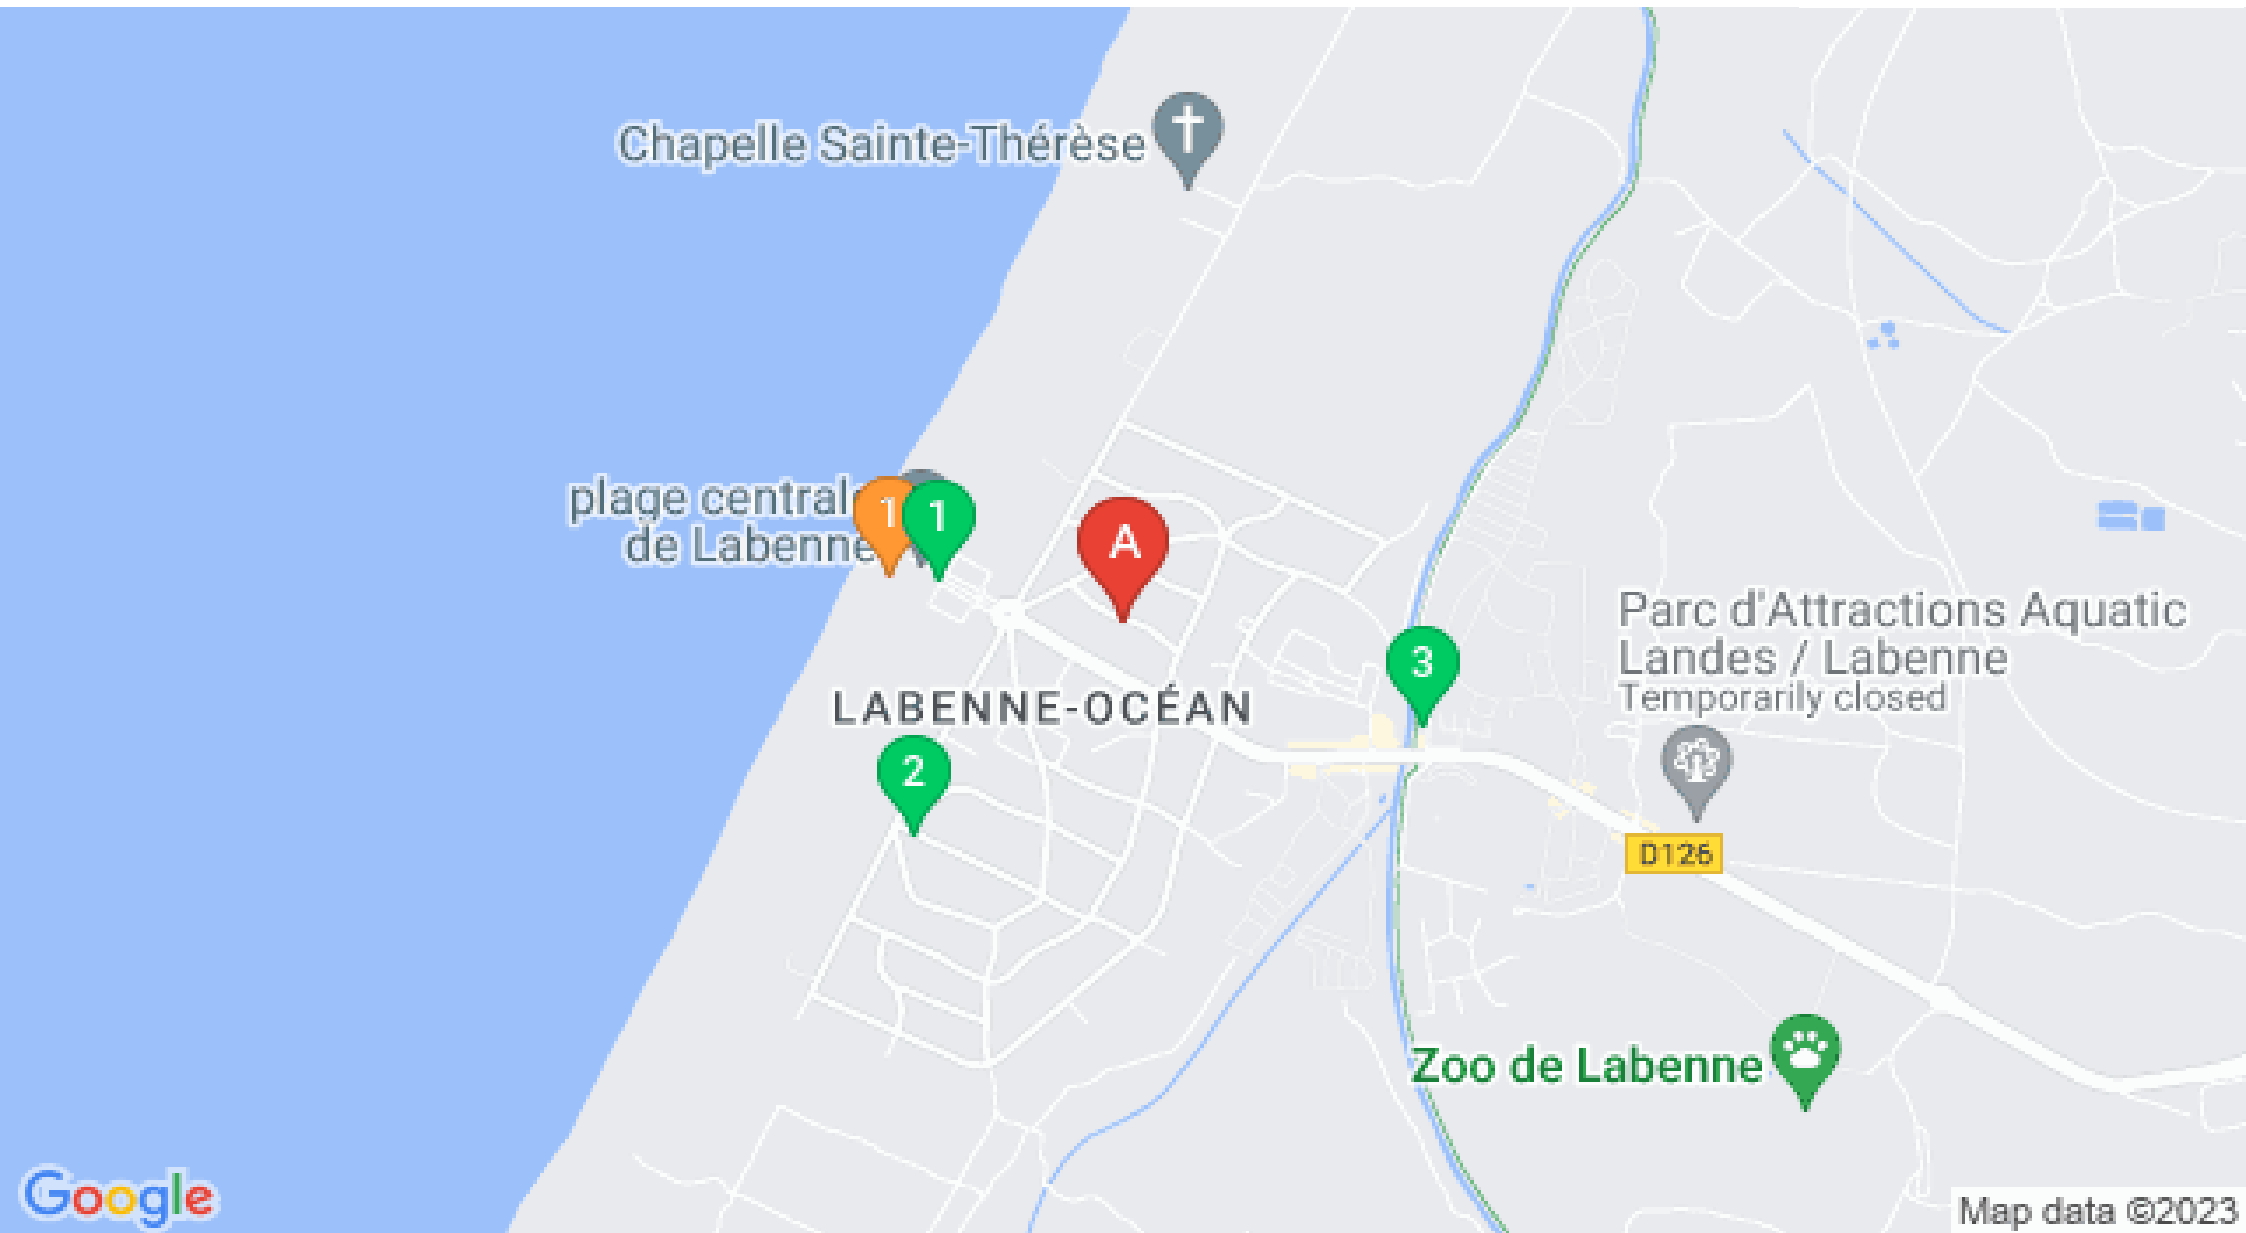 Chapelle Sainte-Thérèse
plage central
de Labenne
1
1
A
Parc d'Attractions Aquatic
Landes / Labenne
Temporarily closed
3
LABENNE-OCÉAN
2
D126
Zoo de Labenne
Google
Map data ©2023